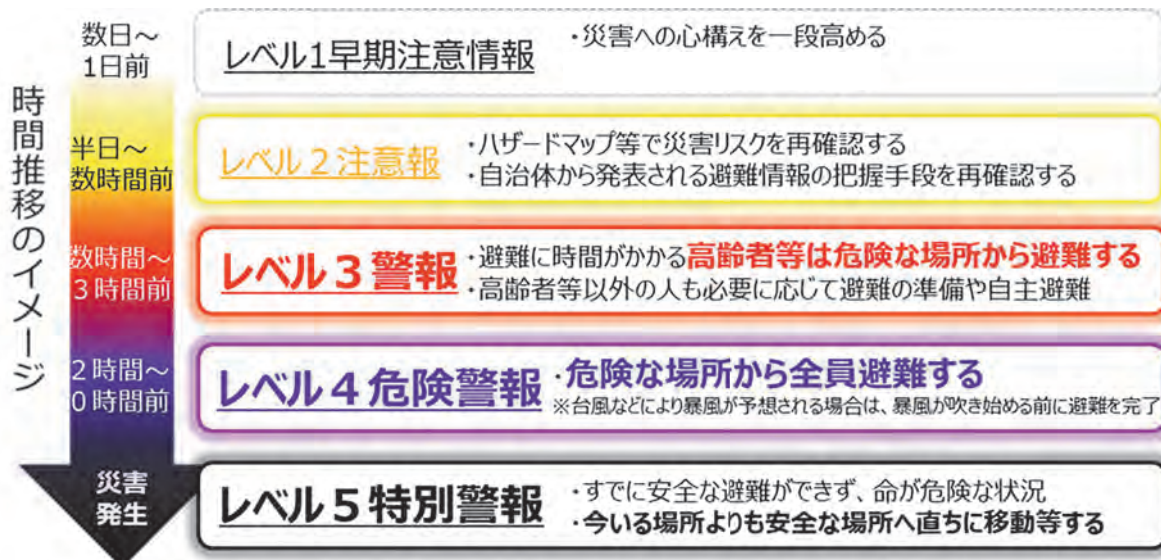 時間推移のイメージ
数日～
1日前
レベル1早期注意情報
・災害への心構えを一段高める
半日～
数時間前
レベル２注意報
・ハザードマップ等で災害リスクを再確認する
・自治体から発表される避難情報の把握手段を再確認する
数時間～
３時間前
レベル３警報
・避難に時間がかかる高齢者等は危険な場所から避難する
・高齢者等以外の人も必要に応じて避難の準備や自主避難
２時間～
０時間前
レベル４危険警報
・危険な場所から全員避難する
※台風などにより暴風が予想される場合は、暴風が吹き始める前に避難を完了
災害
発生
レベル５特別警報
・すでに安全な避難ができず、命が危険な状況
・今いる場所よりも安全な場所へ直ちに移動等する